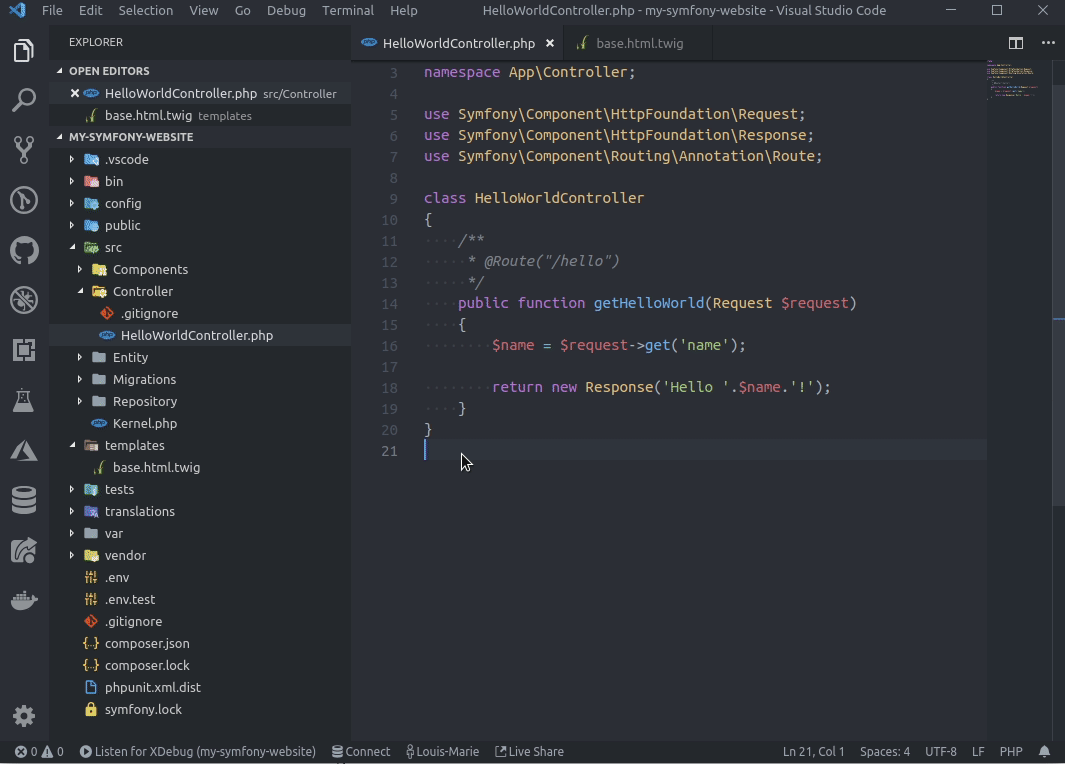 File Edit Selection View Go Debug Terminal Help HelloWorldController.php - my-symfony-website - Visual Studio Code
EXPLORER
OPEN EDITORS
HelloWorldController.php src/Controller
base.html.twig templates
MY-SYMFONY-WEBSITE
.vscode
bin
config
public
src
Components
Controller
.gitignore
HelloWorldController.php
Entity
Migrations
Repository
Kernel.php
templates
base.html.twig
tests
translations
var
vendor
.env
.env.test
.gitignore
composer.json
composer.lock
phpunit.xml.dist
symfony.lock
HelloWorldController.php × base.html.twig
3 namespace App\Controller;
4
5 use Symfony\Component\HttpFoundation\Request;
6 use Symfony\Component\HttpFoundation\Response;
7 use Symfony\Component\Routing\Annotation\Route;
8
9 class HelloWorldController
10 {
11     /**
12      * @Route("/hello")
13      */
14     public function getHelloWorld(Request $request)
15     {
16         $name = $request->get('name');
17
18         return new Response('Hello '.$name.'!');
19     }
20 }
21
0 0 Listen for XDebug (my-symfony-website) Connect Louis-Marie Live Share Ln 21, Col 1 Spaces: 4 UTF-8 LF PHP